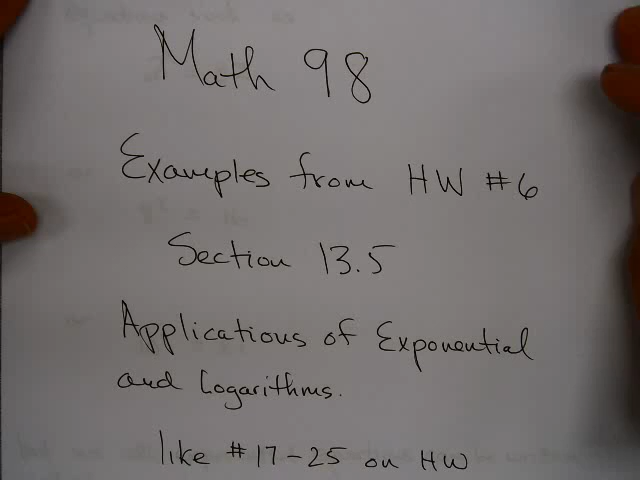 Math 98
Examples from HW #6
Section 13.5
Applications of Exponential
and Logarithms.
like #17-25 on HW